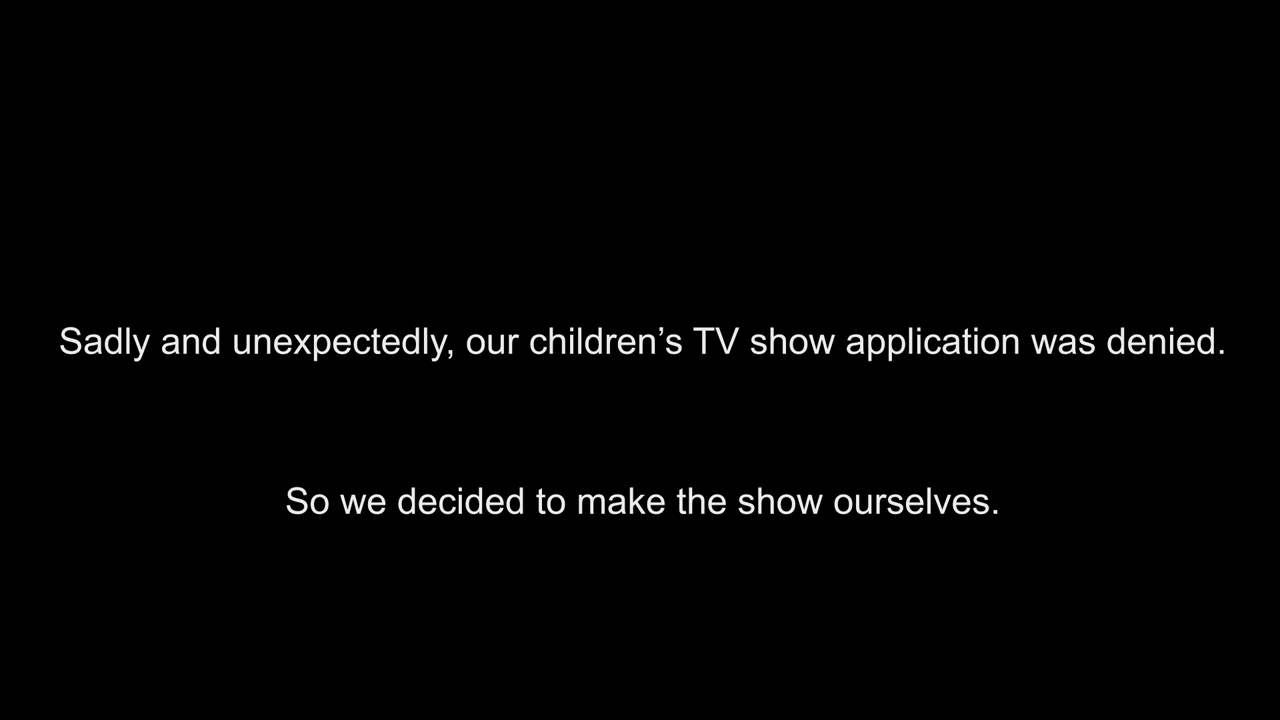 Sadly and unexpectedly, our children’s TV show application was denied.
So we decided to make the show ourselves.